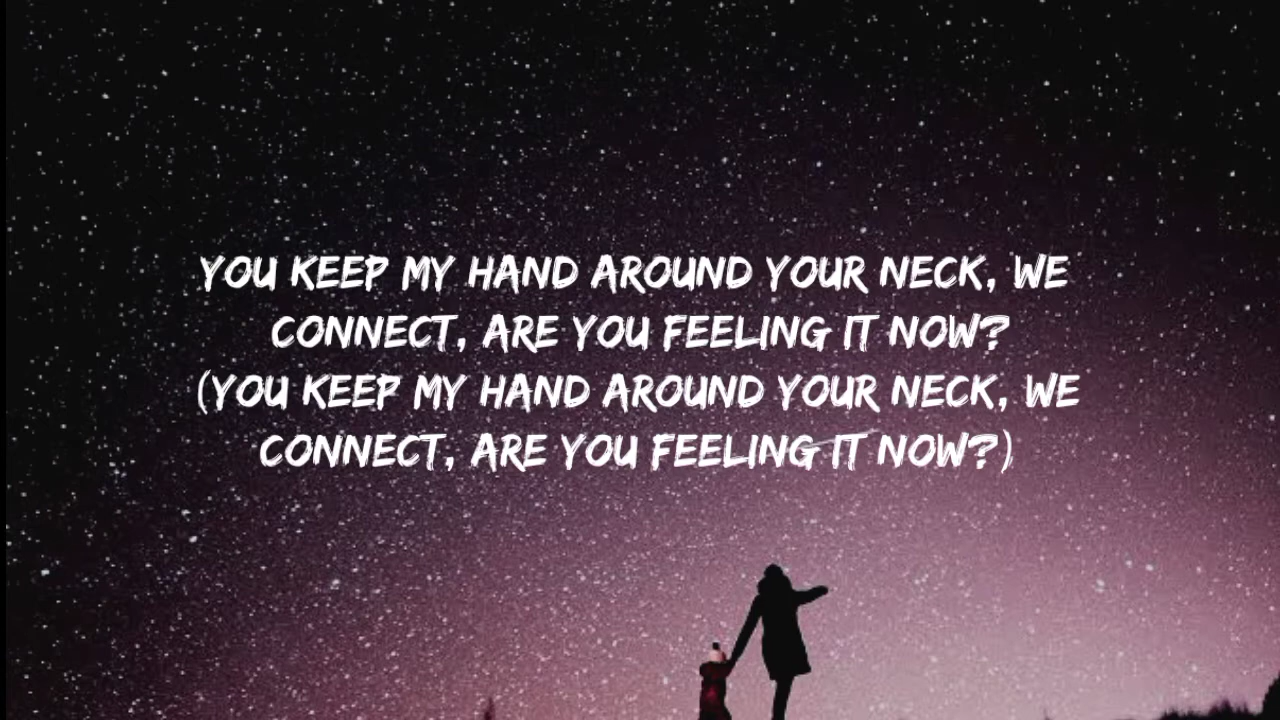 YOU KEEP MY HAND AROUND YOUR NECK, WE
CONNECT, ARE YOU FEELING IT NOW?
(YOU KEEP MY HAND AROUND YOUR NECK, WE
CONNECT, ARE YOU FEELING IT NOW?)